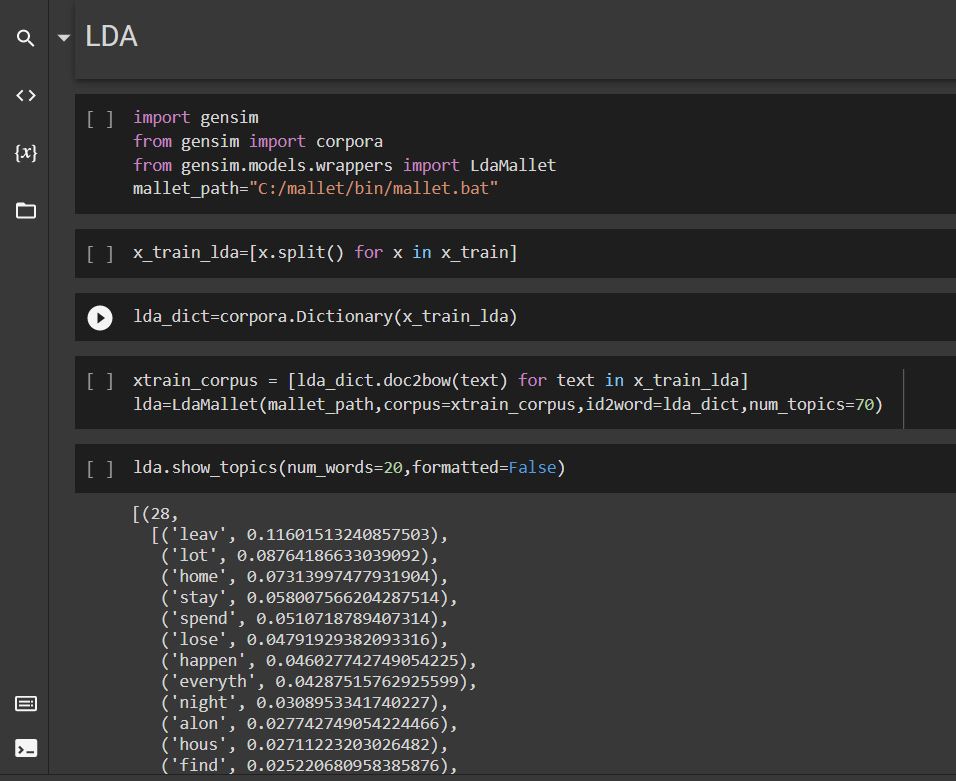 LDA
[ ] import gensim
from gensim import corpora
from gensim.models.wrappers import LdaMallet
mallet_path="C:/mallet/bin/mallet.bat"
[ ] x_train_lda=[x.split() for x in x_train]
lda_dict=corpora.Dictionary(x_train_lda)
[ ] xtrain_corpus = [lda_dict.doc2bow(text) for text in x_train_lda]
lda=LdaMallet(mallet_path,corpus=xtrain_corpus,id2word=lda_dict,num_topics=70)
[ ] lda.show_topics(num_words=20,formatted=False)
[(28,
[('leav', 0.11601513240857503),
('lot', 0.08764186633039092),
('home', 0.07313997477931904),
('stay', 0.058007566204287514),
('spend', 0.0510718789407314),
('lose', 0.04791929382093316),
('happen', 0.046027742749054225),
('everyth', 0.04287515762925599),
('night', 0.0308953341740227),
('alon', 0.027742749054224466),
('hous', 0.02711223203026482),
('find', 0.025220680958385876),